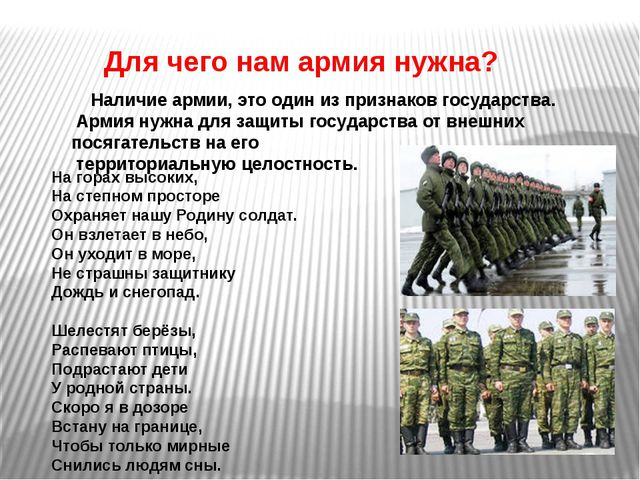 Для чего нам армия нужна?
Наличие армии, это один из признаков государства.
Армия нужна для защиты государства от внешних
посягательств на его
территориальную целостность.
На горах высоких,
На степном просторе
Охраняет нашу Родину солдат.
Он взлетает в небо,
Он уходит в море,
Не страшны защитнику
Дождь и снегопад.
Шелестят берёзы,
Распевают птицы,
Подрастают дети
У родной страны.
Скоро я в дозоре
Встану на границе,
Чтобы только мирные
Снились людям сны.